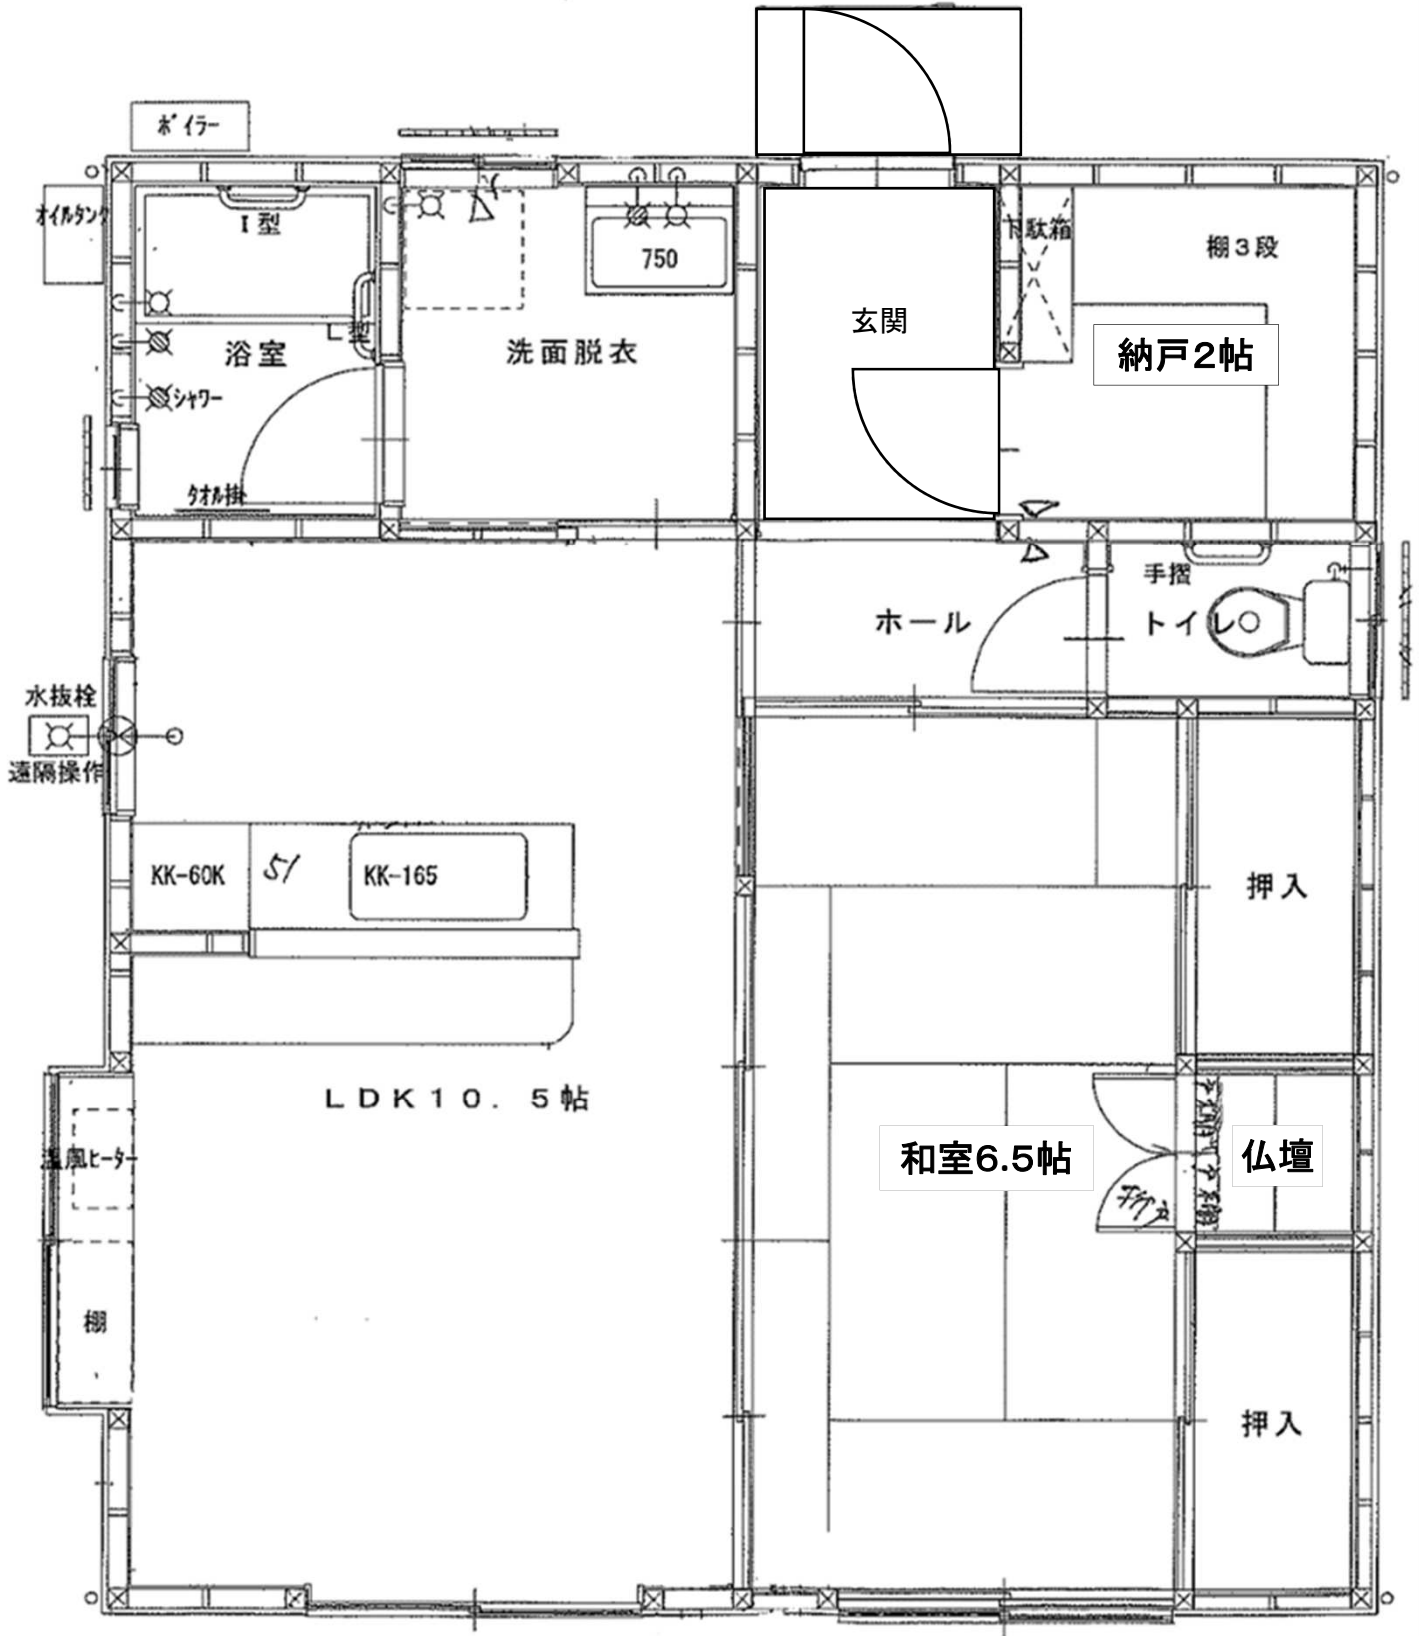 ボイラー
オイルタンク
I型
L型
浴室
シャワー
タオル掛
洗面脱衣
750
玄関
下駄箱
棚3段
納戸2帖
ホール
手摺
トイレ
水抜栓
遠隔操作
KK-60K
51
KK-165
押入
LDK10.5帖
温風ヒーター
棚
和室6.5帖
仏壇
押入